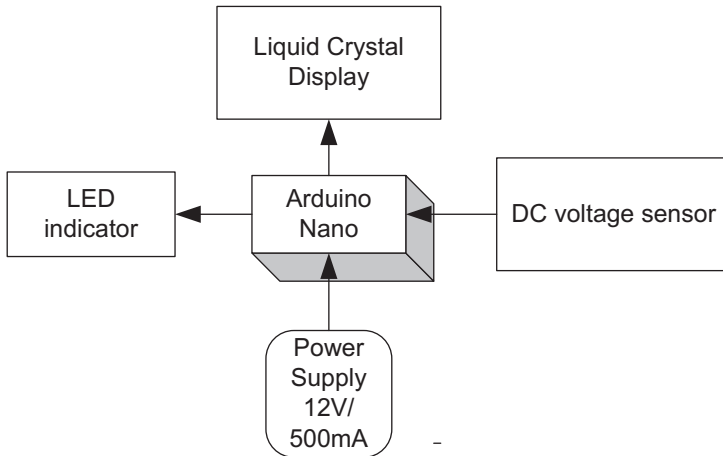 Liquid Crystal
Display
LED
indicator
Arduino
Nano
DC voltage sensor
Power
Supply
12V/
500mA